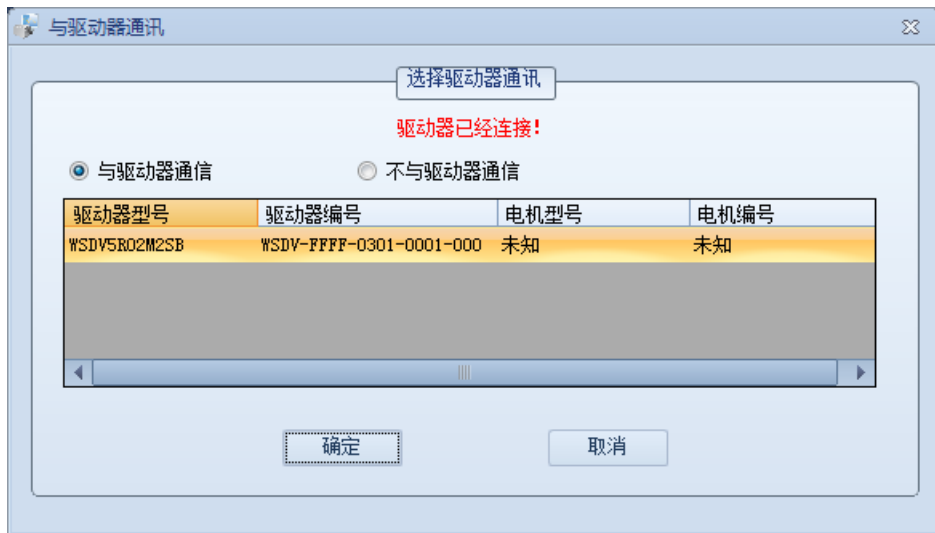 与驱动器通讯
选择驱动器通讯
驱动器已经连接!
与驱动器通信 不与驱动器通信
驱动器型号 驱动器编号 电机型号 电机编号
WSDV5R02M2SB WSDV-FFFF-0301-0001-000 未知 未知
确定 取消